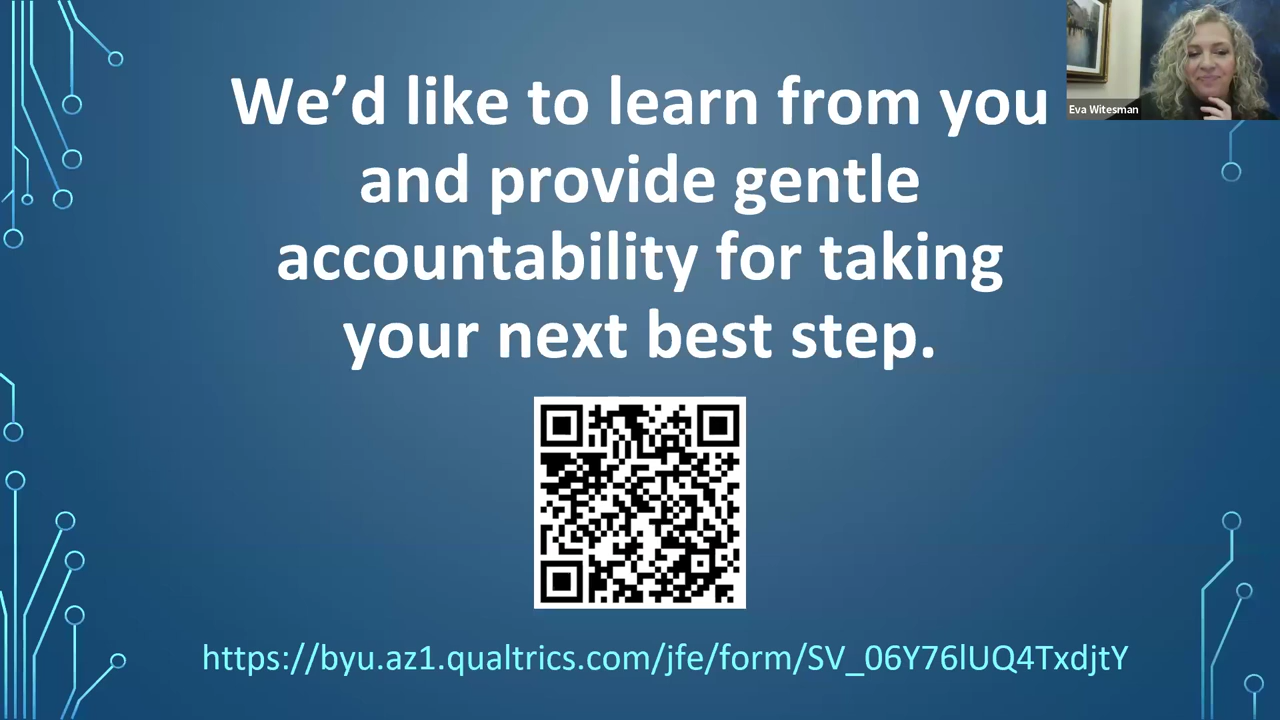 We'd like to learn from you
and provide gentle
accountability for taking
your next best step.
Eva Witesman
https://byu.az1.qualtrics.com/jfe/form/SV_06Y76lUQ4TxdjtY